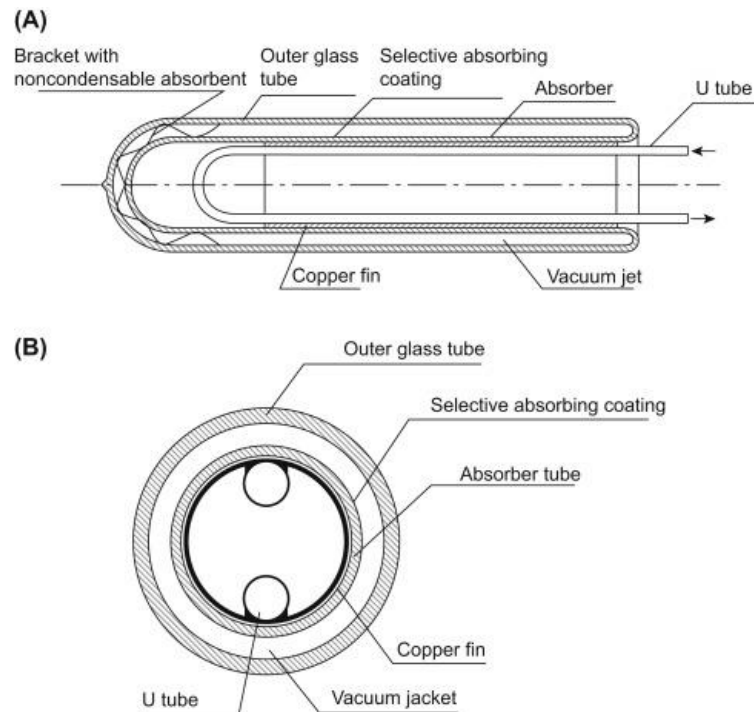 (A)
Bracket with
noncondensable absorbent
Outer glass
tube
Selective absorbing
coating
Absorber
U tube
Copper fin
Vacuum jet
(B)
Outer glass tube
Selective absorbing coating
Absorber tube
Copper fin
Vacuum jacket
U tube